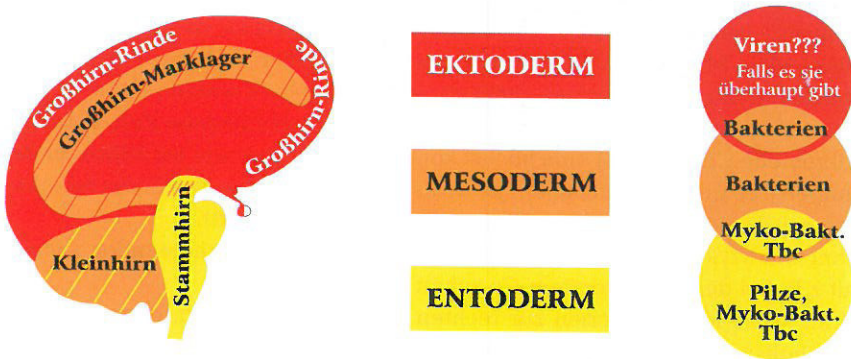 Großhirn-Rinde
Großhirn-Marklager
Großhirn-Rinde
Kleinhirn
Stammhirn
EKTODERM
MESODERM
ENTODERM
Viren???
Falls es sie
überhaupt gibt
Bakterien
Bakterien
Myko-Bakt.
Tbc
Pilze,
Myko-Bakt.
Tbc